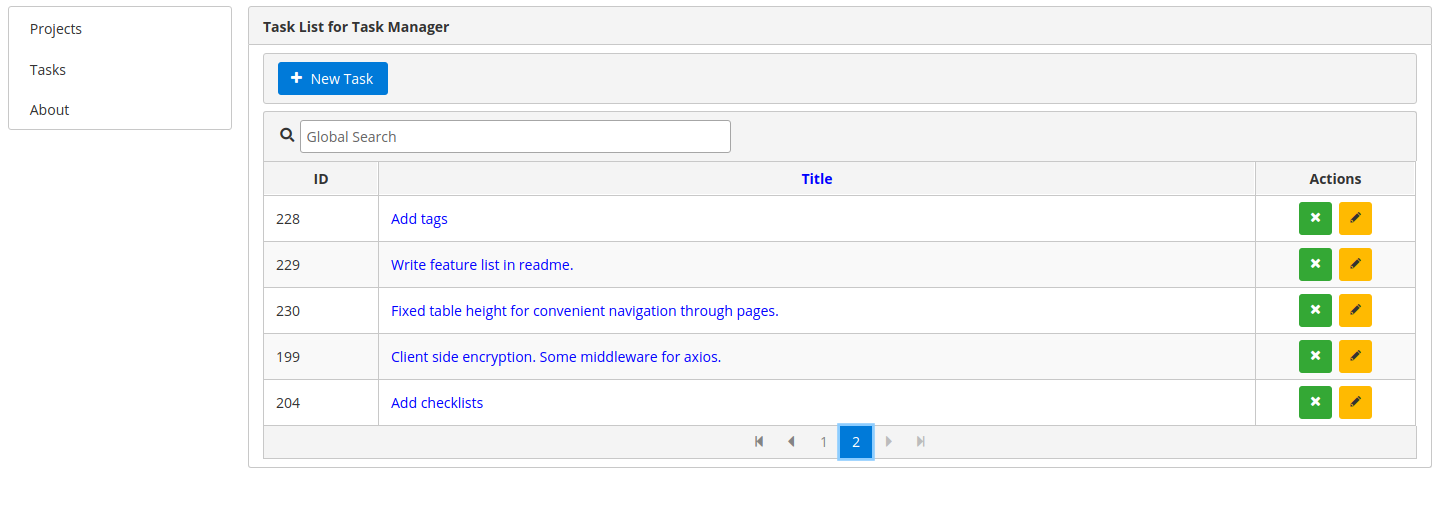 Projects
Tasks
About
Task List for Task Manager
New Task
Global Search
ID Title Actions
228 Add tags
229 Write feature list in readme.
230 Fixed table height for convenient navigation through pages.
199 Client side encryption. Some middleware for axios.
204 Add checklists
1 2